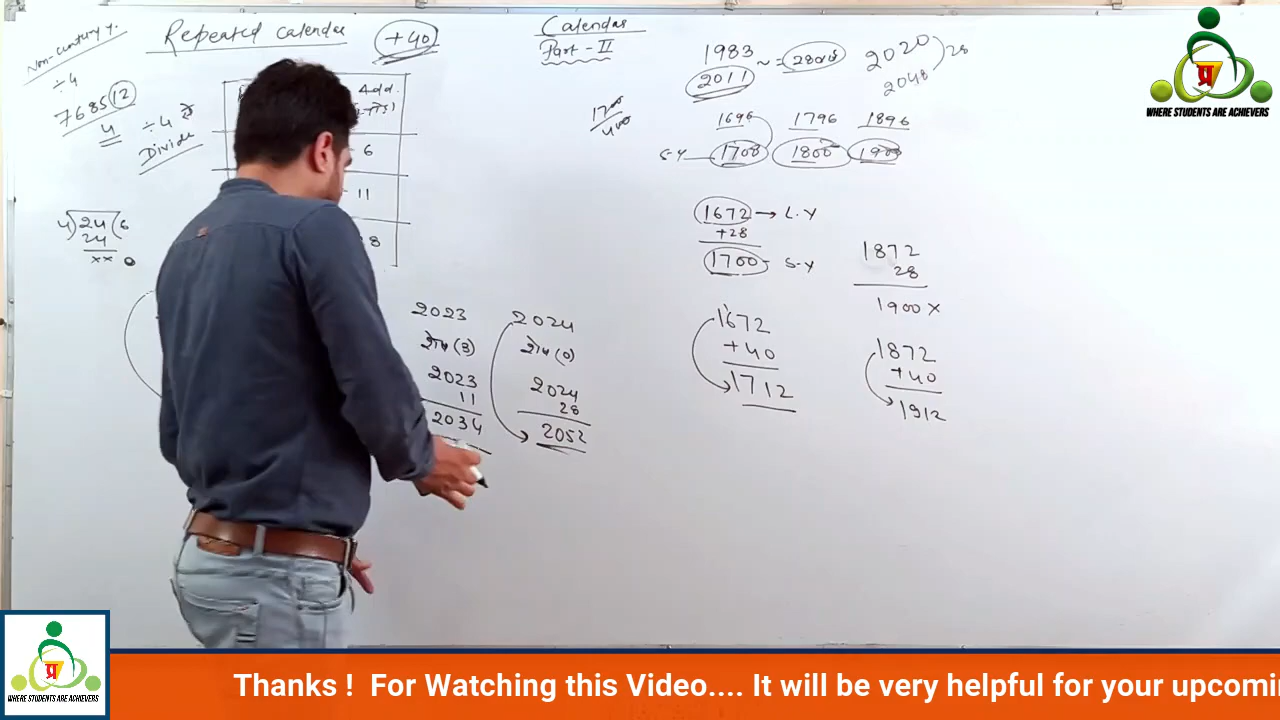 Repeated calendar
+40
Calendar
Part - II
Non-century y.
÷4
768512
4
÷4 से
Divide
Add.
6
11
8
4) 24 (6
24
xx 0
2023
शेष (3)
2023
11
2034
2024
शेष (0)
2024
28
2052
1983
2011
~ = 28वर्ष
2020
2048
28
1700
400
1696 1796 1896
S-Y 1708 1800 1900
1672 → L.Y
+28
1700 - S-Y
1872
28
1900 x
1672
+40
1712
1872
+40
1912
प्र
WHERE STUDENTS ARE ACHIEVERS
प्र
WHERE STUDENTS ARE ACHIEVERS
Thanks ! For Watching this Video.... It will be very helpful for your upcomi